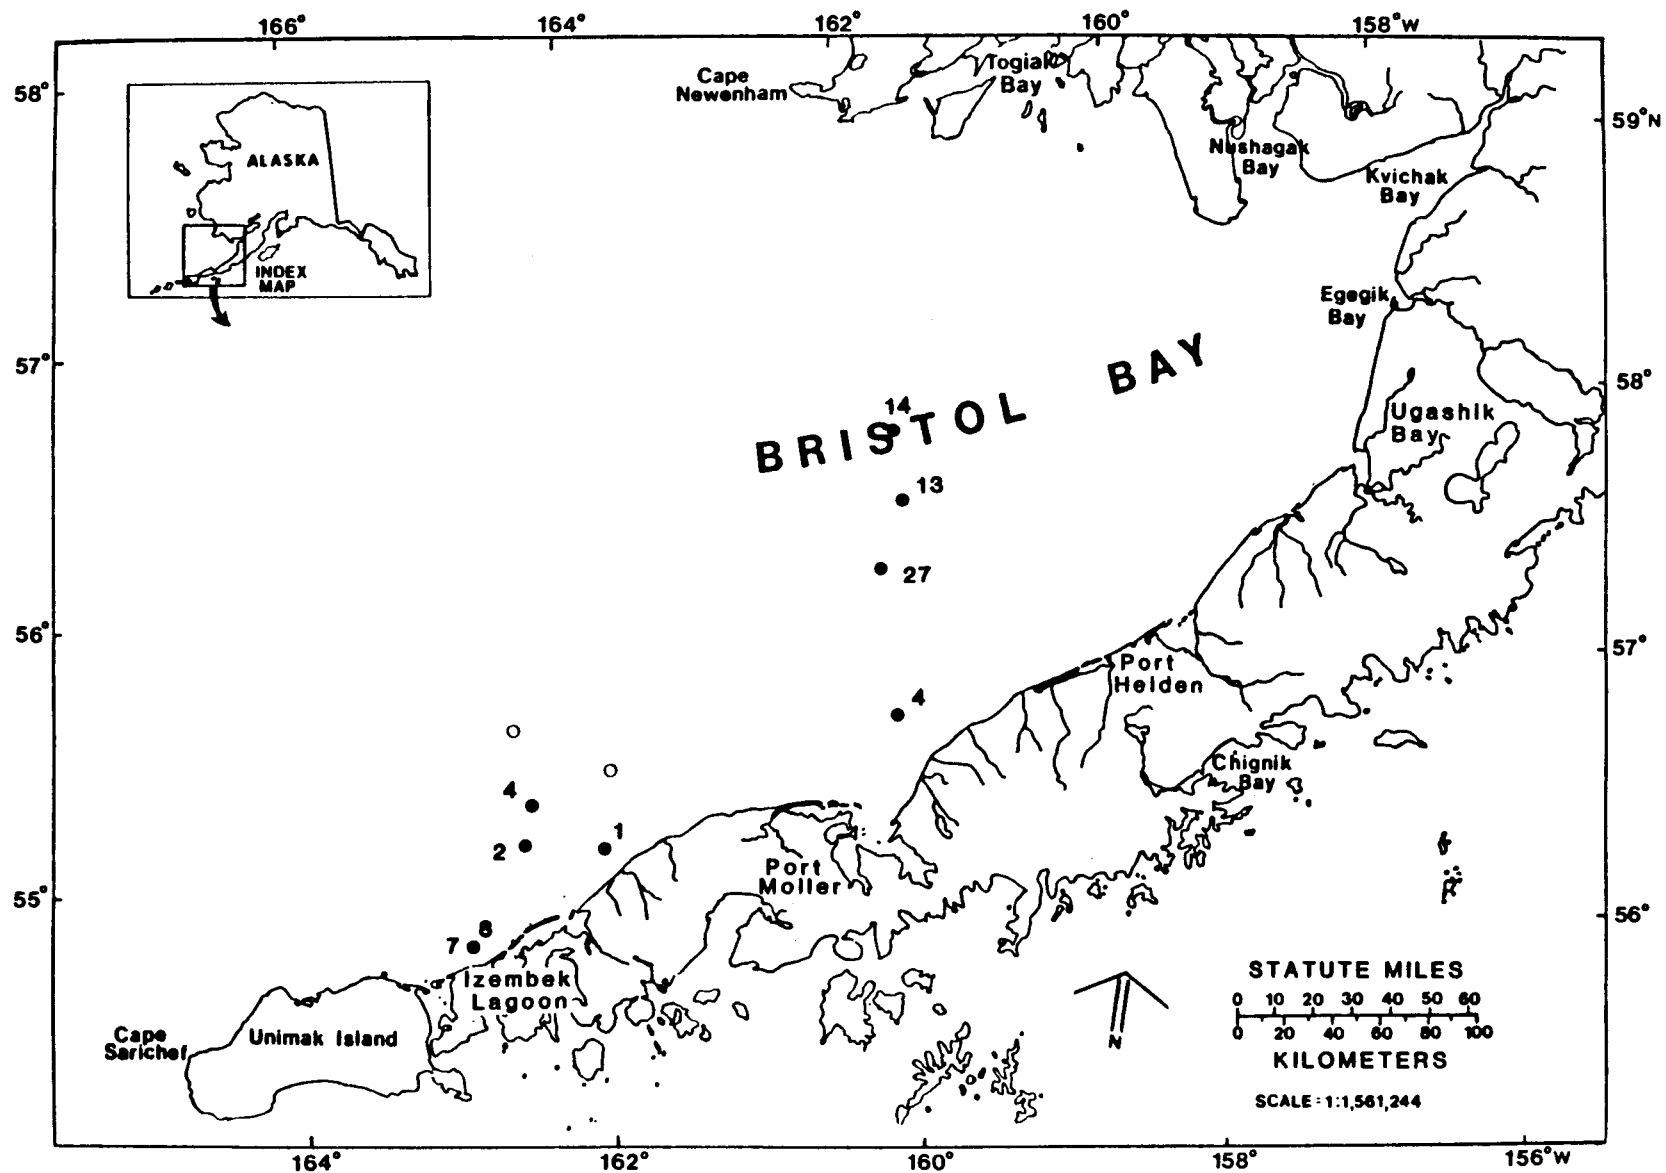 166° 164° 162° 160° 158°W
58°
57°
56°
55°
59°N
58°
57°
56°
164° 162° 160° 158° 156°W
ALASKA
INDEX
MAP
Cape
Newenham
Togiak
Bay
Nushagak
Bay
Kvichak
Bay
Egegik
Bay
Ugashik
Bay
BRISTOL BAY
14
13
27
4
4
2
1
8
7
Port
Heiden
Chignik
Bay
Port
Moller
Izembek
Lagoon
Unimak Island
Cape
Sarichef
N
STATUTE MILES
0 10 20 30 40 50 60
0 20 40 60 80 100
KILOMETERS
SCALE = 1:1,561,244